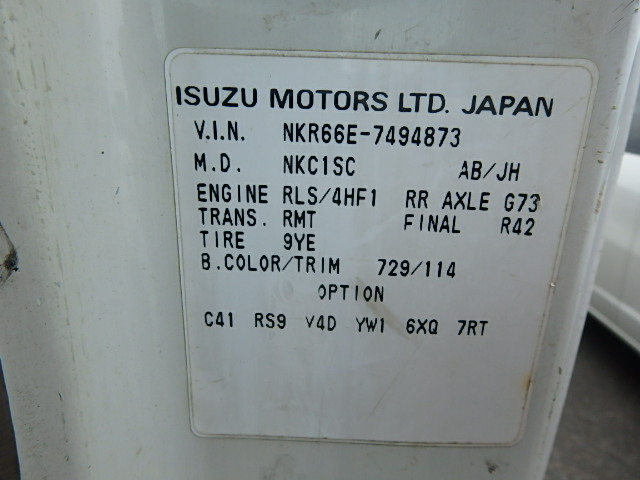 ISUZU MOTORS LTD. JAPAN
V.I.N. NKR66E-7494873
M.D. NKC1SC AB/JH
ENGINE RLS/4HF1 RR AXLE G73
TRANS. RMT FINAL R42
TIRE 9YE
B.COLOR/TRIM 729/114
OPTION
C41 RS9 V4D YW1 6XQ 7RT